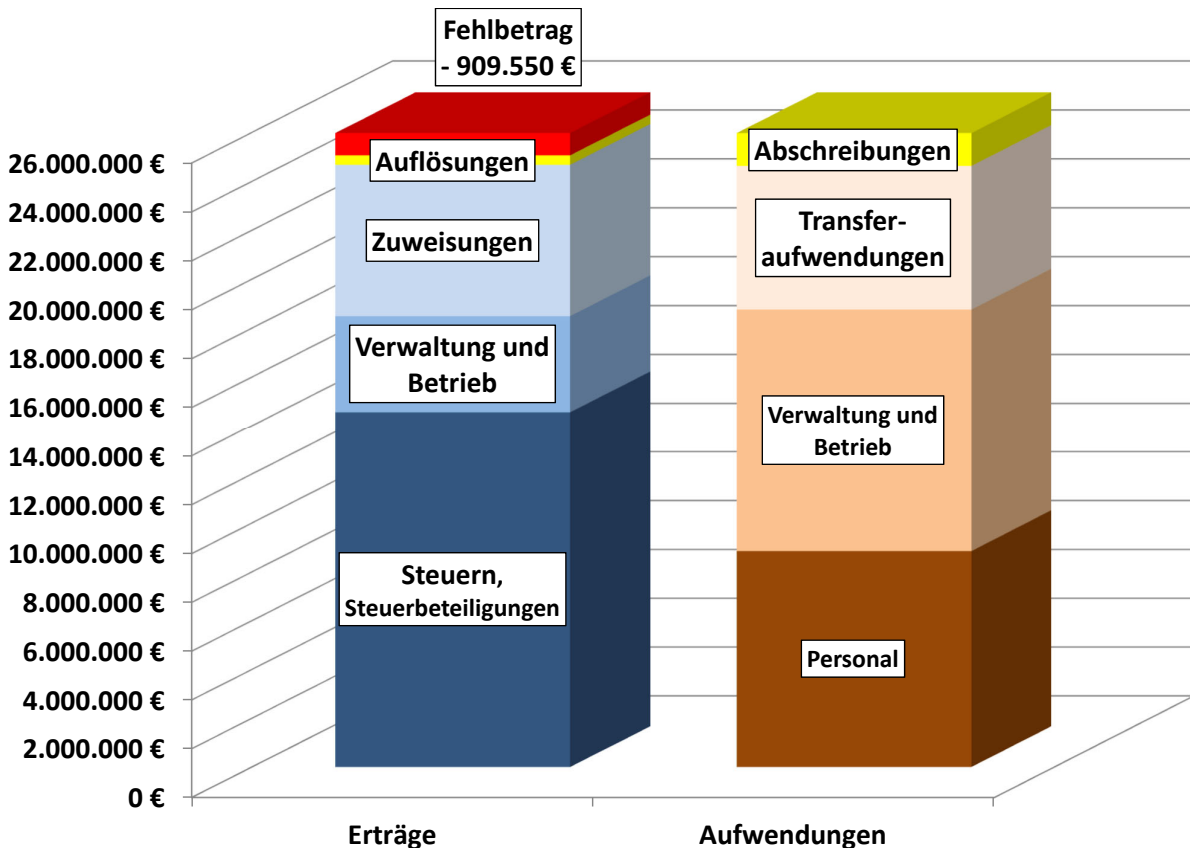 Fehlbetrag
- 909.550 €
26.000.000 €
24.000.000 €
22.000.000 €
20.000.000 €
18.000.000 €
16.000.000 €
14.000.000 €
12.000.000 €
10.000.000 €
8.000.000 €
6.000.000 €
4.000.000 €
2.000.000 €
0 €
Auflösungen
Zuweisungen
Verwaltung und
Betrieb
Steuern,
Steuerbeteiligungen
Abschreibungen
Transfer-
aufwendungen
Verwaltung und
Betrieb
Personal
Erträge
Aufwendungen